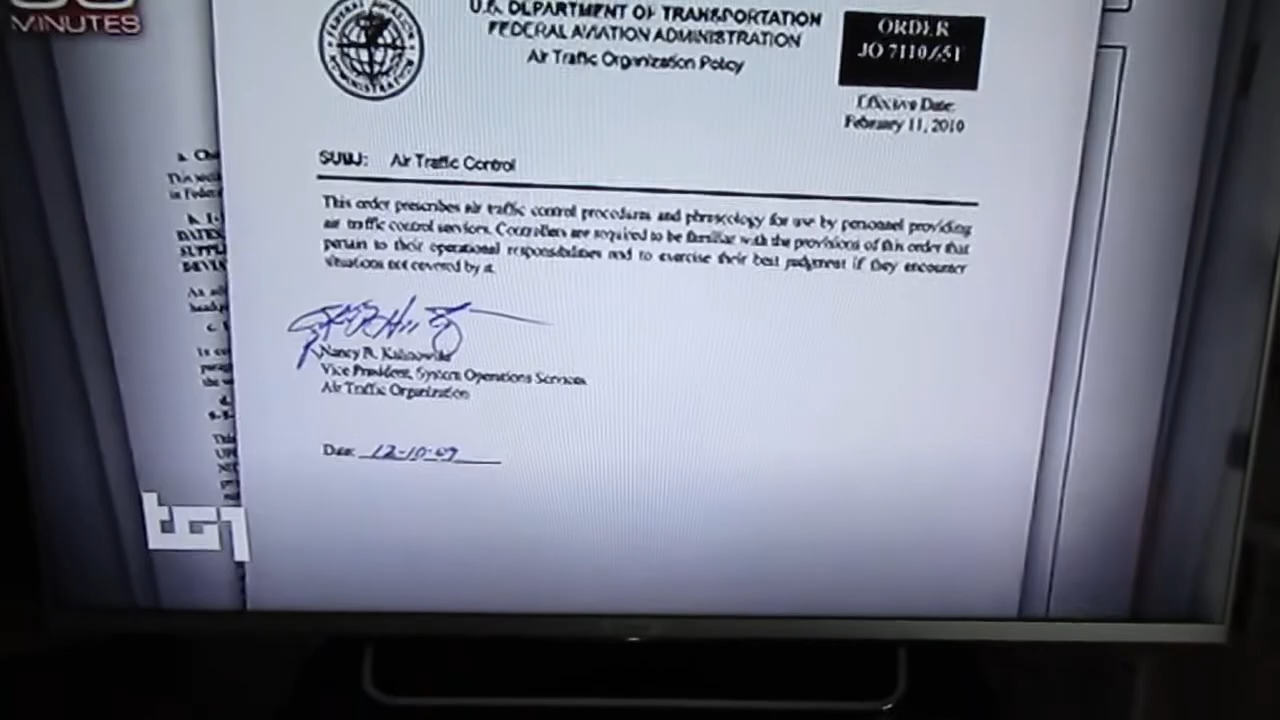 MINUTES
U.S. DEPARTMENT OF TRANSPORTATION
FEDERAL AVIATION ADMINISTRATION
Air Traffic Organization Policy
ORDER
JO 7110.65T
Effective Date:
February 11, 2010
SUBJ: Air Traffic Control
This order prescribes air traffic control procedures and phraseology for use by personnel providing
air traffic control services. Controllers are required to be familiar with the provisions of this order that
pertain to their operational responsibilities and to exercise their best judgment if they encounter
situations not covered by it.
Nancy B. Kalinowski
Vice President, System Operations Services
Air Traffic Organization
Date: 12-10-09